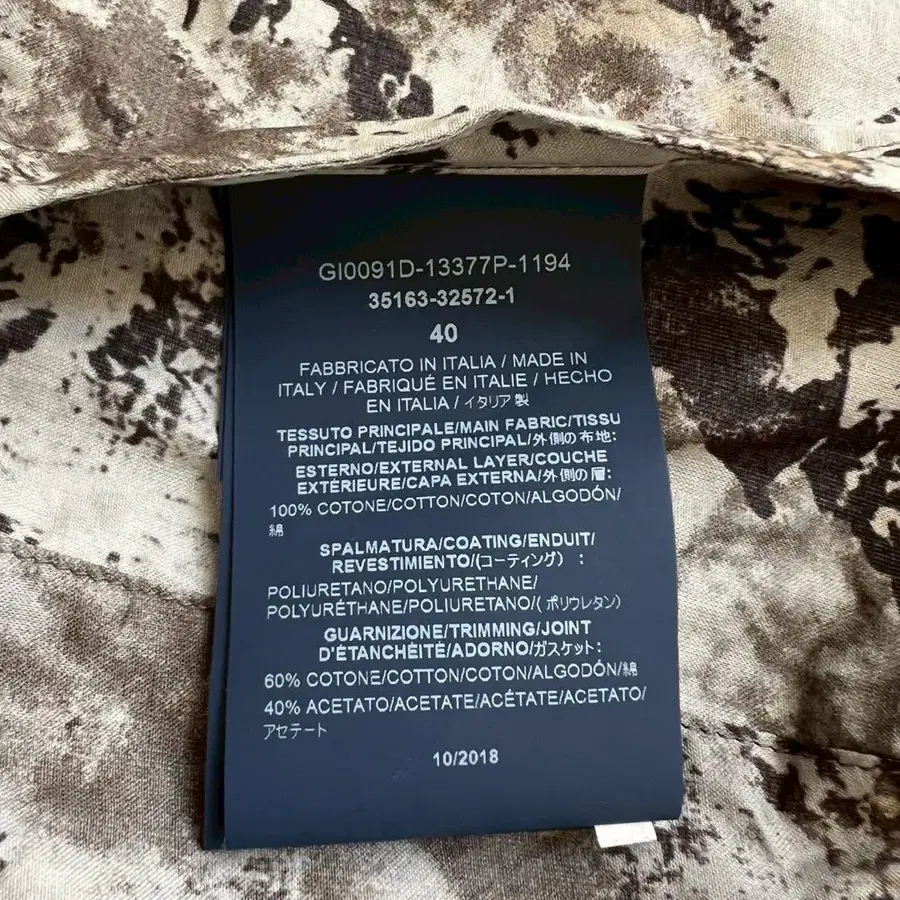 GI0091D-13377P-1194
35163-32572-1
40
FABBRICATO IN ITALIA / MADE IN
ITALY / FABRIQUÉ EN ITALIE / HECHO
EN ITALIA / イタリア製
TESSUTO PRINCIPALE/MAIN FABRIC/TISSU
PRINCIPAL/TEJIDO PRINCIPAL/外側の布地:
ESTERNO/EXTERNAL LAYER/COUCHE
EXTÉRIEURE/CAPA EXTERNA/外側の層:
100% COTONE/COTTON/COTON/ALGODÓN/
綿
SPALMATURA/COATING/ENDUIT/
REVESTIMIENTO/(コーティング) :
POLIURETANO/POLYURETHANE/
POLYURÉTHANE/POLIURETANO/( ポリウレタン)
GUARNIZIONE/TRIMMING/JOINT
D'ÉTANCHÉITÉ/ADORNO/ガスケット:
60% COTONE/COTTON/COTON/ALGODÓN/綿
40% ACETATO/ACETATE/ACÉTATE/ACETATO/
アセテート
10/2018